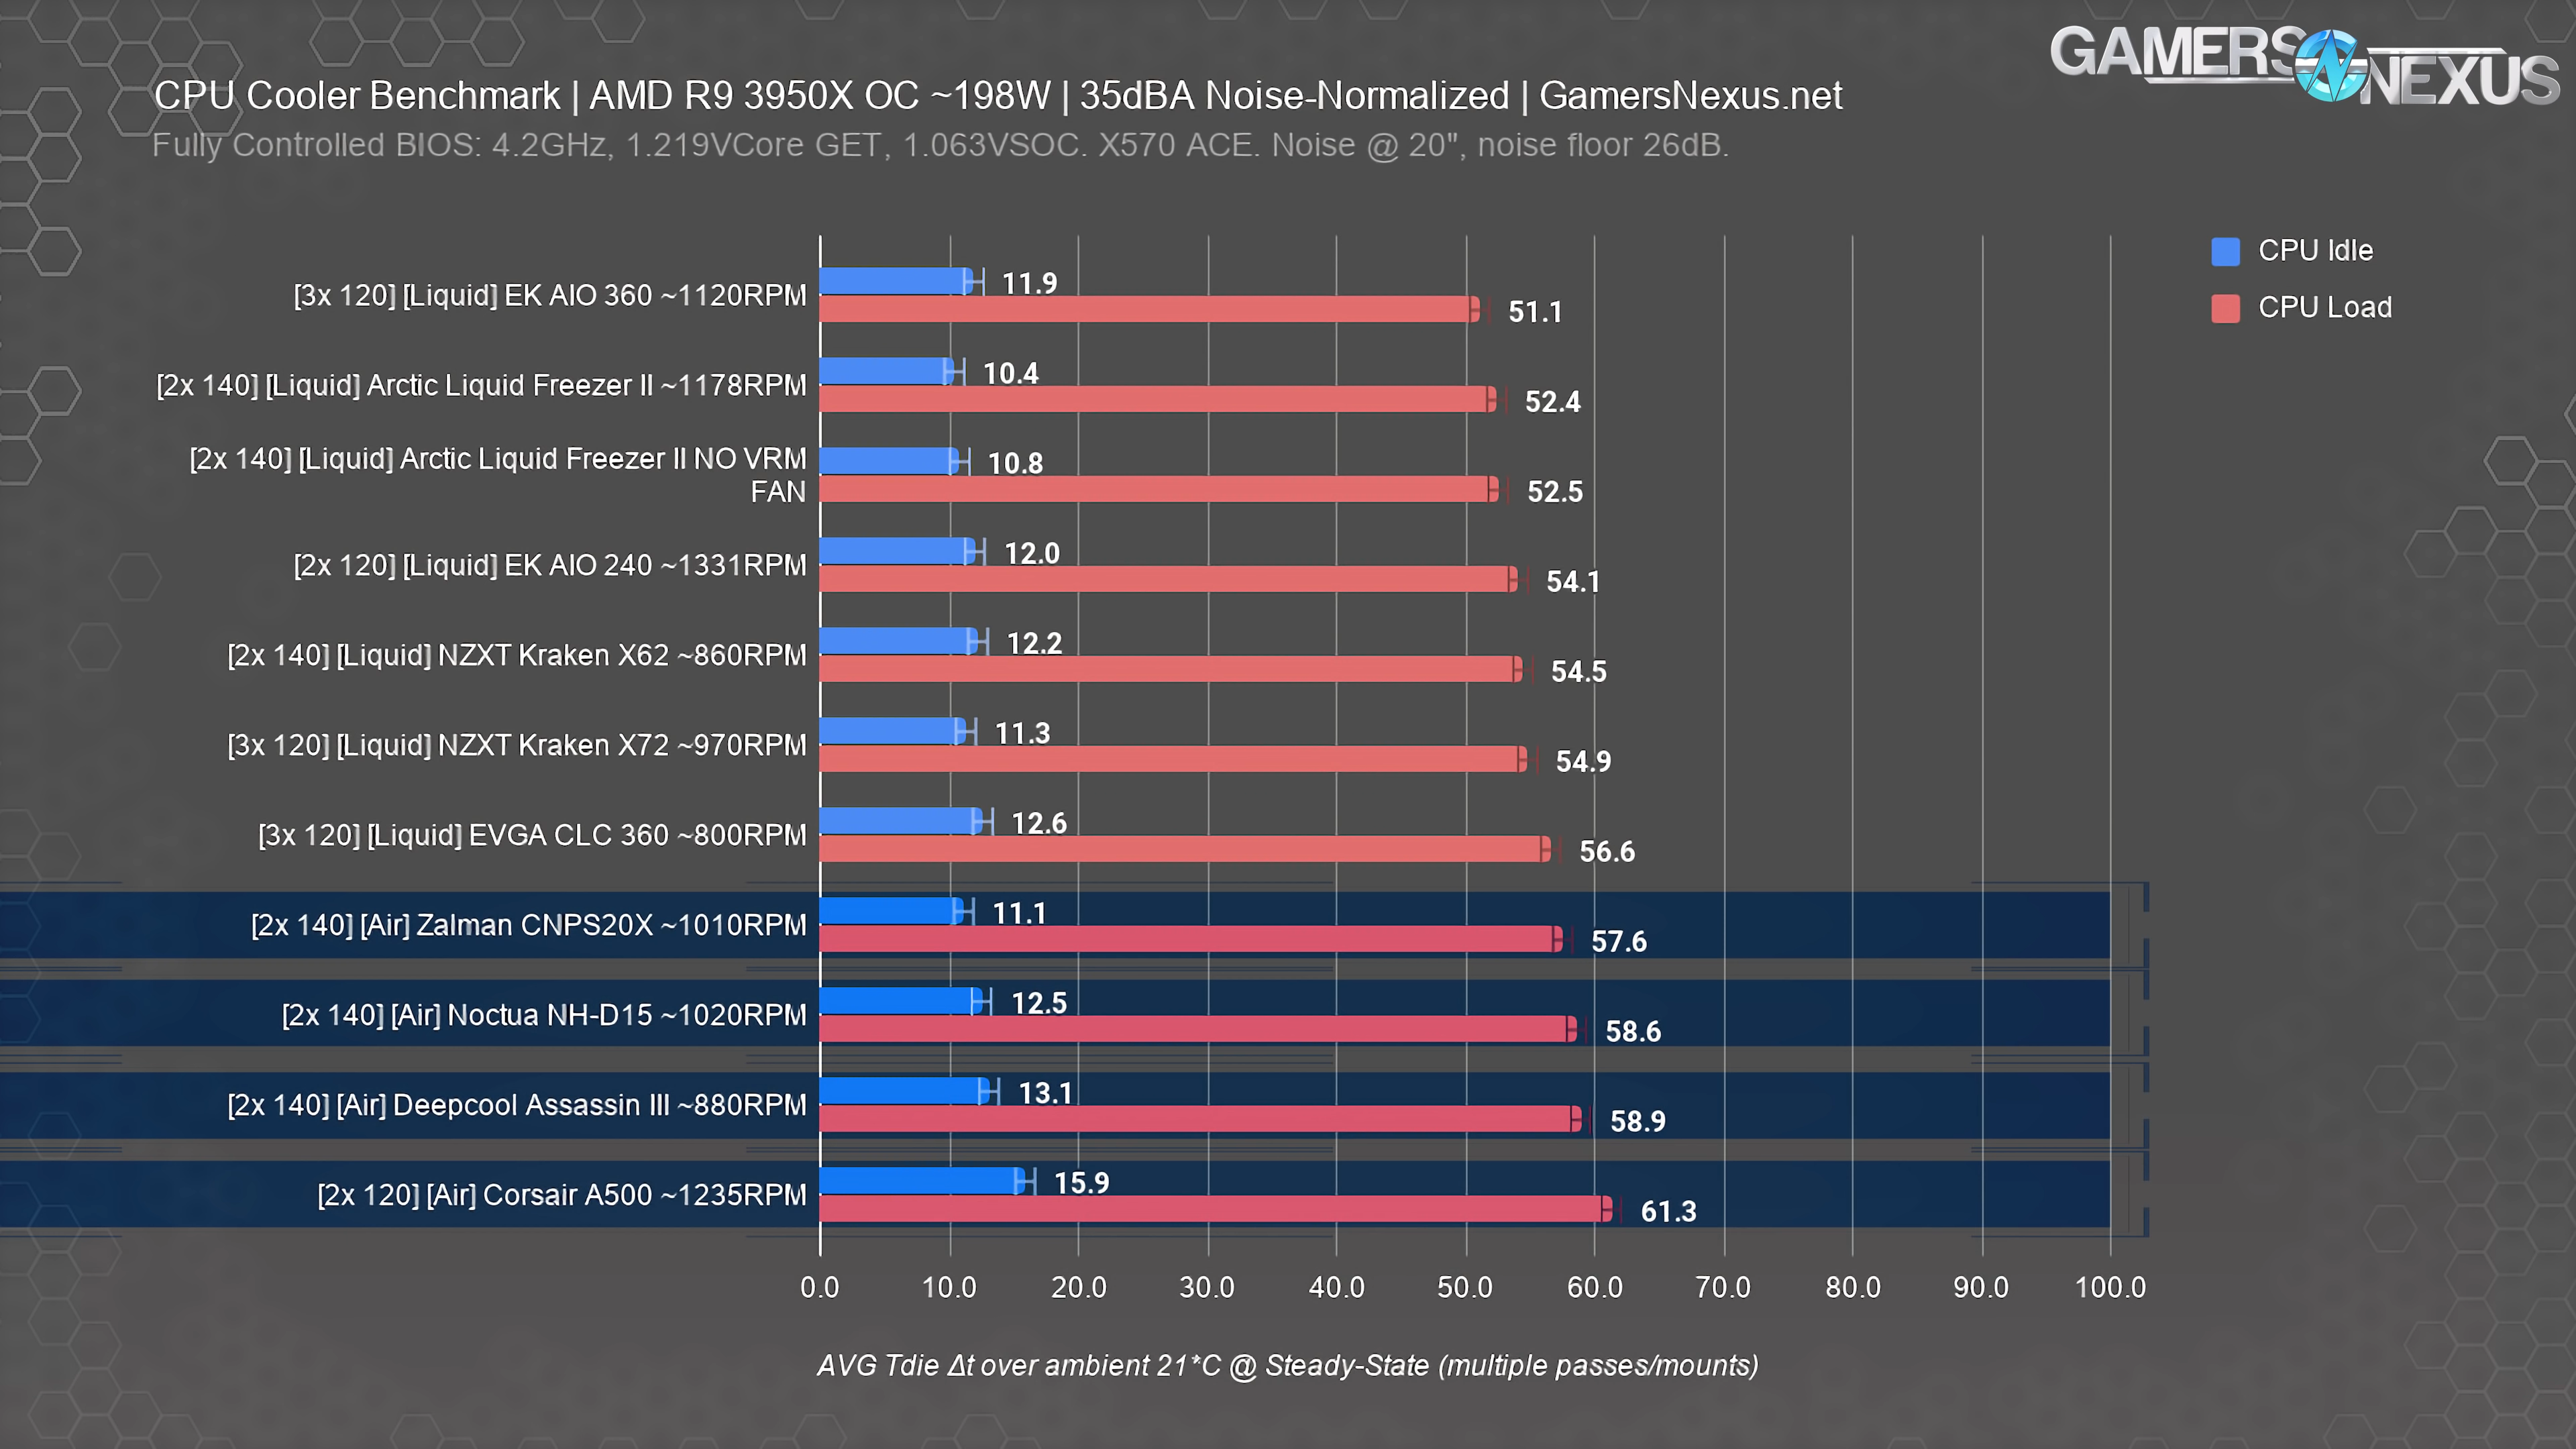 GAMERS NEXUS
CPU Cooler Benchmark | AMD R9 3950X OC ~198W | 35dBA Noise-Normalized | GamersNexus.net
Fully Controlled BIOS: 4.2GHz, 1.219VCore GET, 1.063VSOC. X570 ACE. Noise @ 20", noise floor 26dB.
CPU Idle
CPU Load
[3x 120] [Liquid] EK AIO 360 ~1120RPM
11.9
51.1
[2x 140] [Liquid] Arctic Liquid Freezer II ~1178RPM
10.4
52.4
[2x 140] [Liquid] Arctic Liquid Freezer II NO VRM
FAN
10.8
52.5
[2x 120] [Liquid] EK AIO 240 ~1331RPM
12.0
54.1
[2x 140] [Liquid] NZXT Kraken X62 ~860RPM
12.2
54.5
[3x 120] [Liquid] NZXT Kraken X72 ~970RPM
11.3
54.9
[3x 120] [Liquid] EVGA CLC 360 ~800RPM
12.6
56.6
[2x 140] [Air] Zalman CNPS20X ~1010RPM
11.1
57.6
[2x 140] [Air] Noctua NH-D15 ~1020RPM
12.5
58.6
[2x 140] [Air] Deepcool Assassin III ~880RPM
13.1
58.9
[2x 120] [Air] Corsair A500 ~1235RPM
15.9
61.3
0.0 10.0 20.0 30.0 40.0 50.0 60.0 70.0 80.0 90.0 100.0
AVG Tdie Δt over ambient 21*C @ Steady-State (multiple passes/mounts)